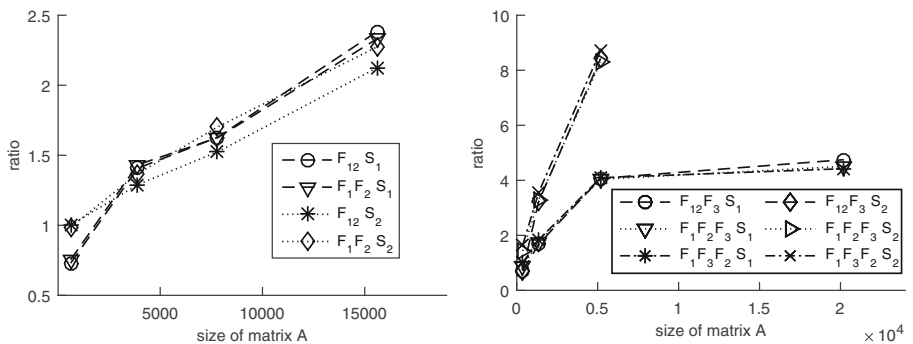 2.5
2
1.5
1
0.5
ratio
5000 10000 15000
size of matrix A
F₁₂ S₁
F₁F₂ S₁
F₁₂ S₂
F₁F₂ S₂
10
8
6
4
2
0
ratio
0 0.5 1 1.5 2
size of matrix A
× 10⁴
F₁₂F₃ S₁
F₁F₂F₃ S₁
F₁F₃F₂ S₁
F₁₂F₃ S₂
F₁F₂F₃ S₂
F₁F₃F₂ S₂